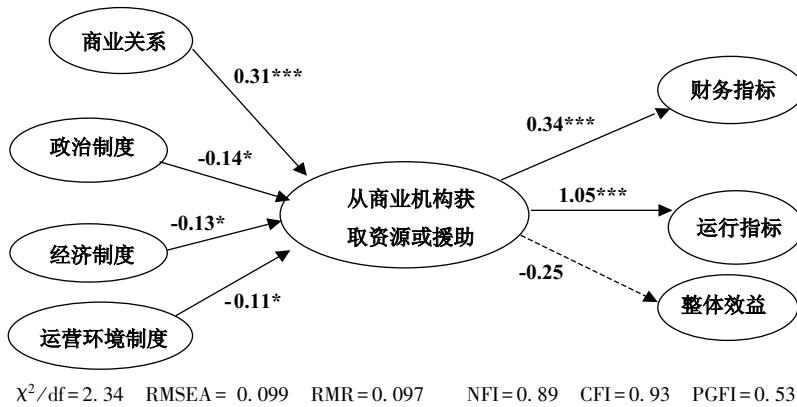 商业关系
0.31***
财务指标
政治制度
-0.14*
0.34***
从商业机构获
取资源或援助
1.05***
运行指标
经济制度
-0.13*
-0.25
整体效益
运营环境制度
-0.11*
χ²/df=2.34 RMSEA= 0.099 RMR=0.097 NFI=0.89 CFI=0.93 PGFI=0.53